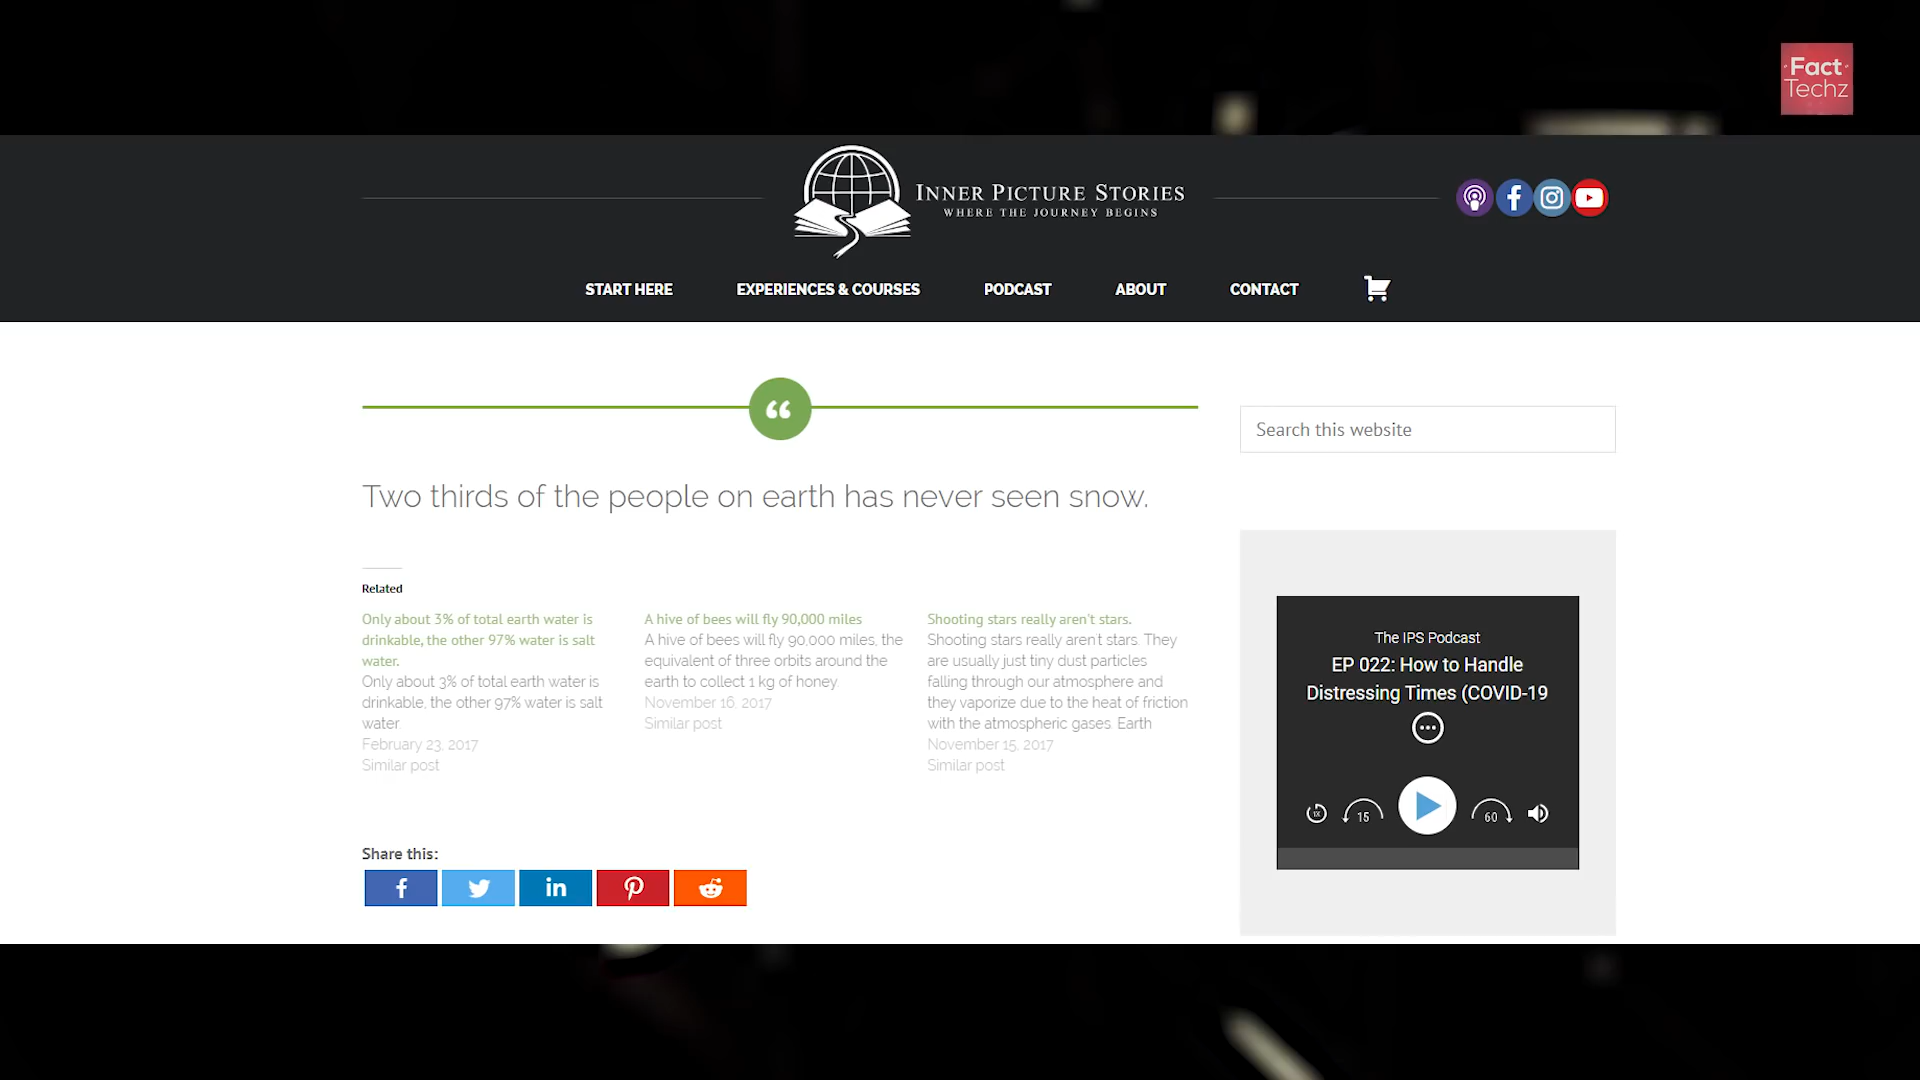 Fact
Techz
INNER PICTURE STORIES
WHERE THE JOURNEY BEGINS
START HERE
EXPERIENCES & COURSES
PODCAST
ABOUT
CONTACT
Search this website
Two thirds of the people on earth has never seen snow.
Related
Only about 3% of total earth water is
drinkable, the other 97% water is salt
water.
Only about 3% of total earth water is
drinkable, the other 97% water is salt
water.
February 23, 2017
Similar post
A hive of bees will fly 90,000 miles
A hive of bees will fly 90,000 miles, the
equivalent of three orbits around the
earth to collect 1 kg of honey.
November 16, 2017
Similar post
Shooting stars really aren't stars.
Shooting stars really aren't stars. They
are usually just tiny dust particles
falling through our atmosphere and
they vaporize due to the heat of friction
with the atmospheric gases. Earth
November 15, 2017
Similar post
The IPS Podcast
EP 022: How to Handle
Distressing Times (COVID-19
1X
15
60
Share this: